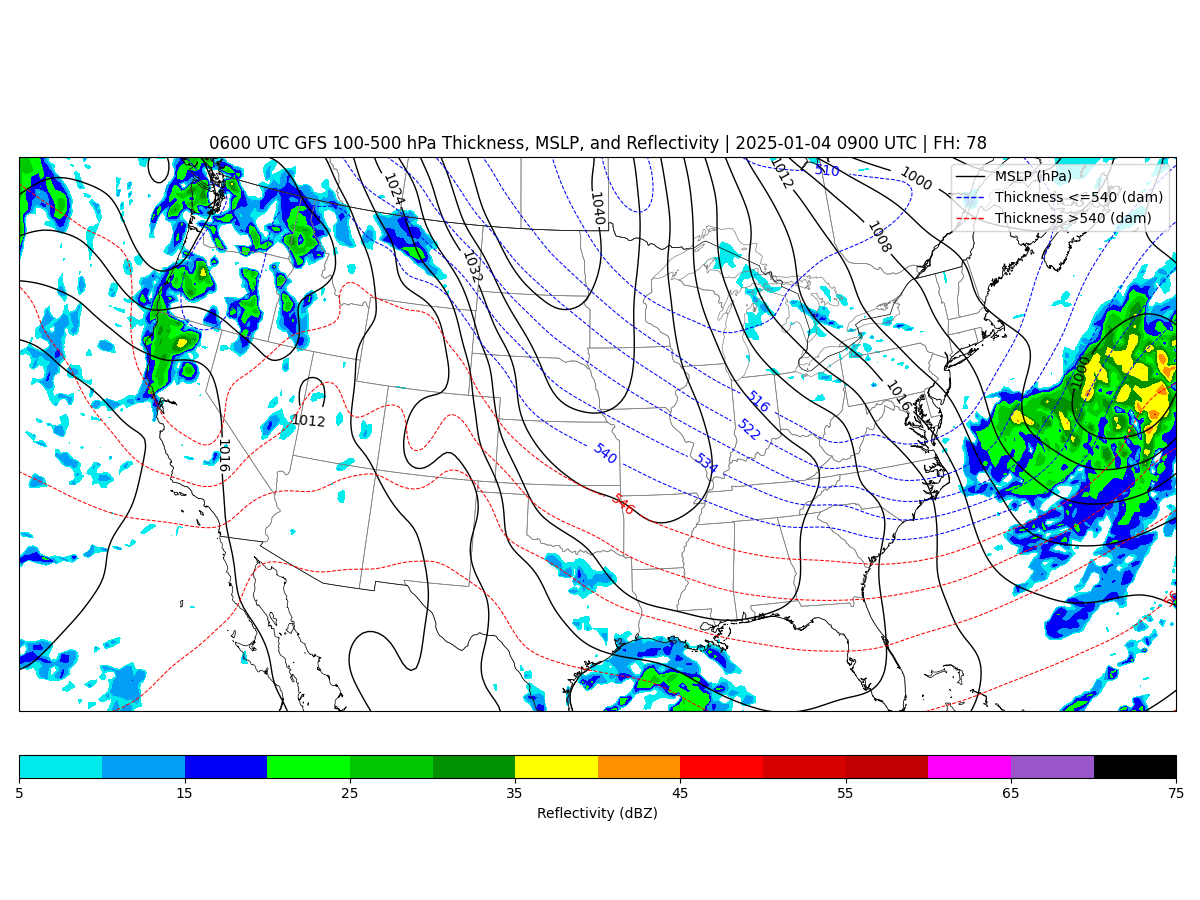 0600 UTC GFS 100-500 hPa Thickness, MSLP, and Reflectivity | 2025-01-04 0900 UTC | FH: 78
MSLP (hPa)
Thickness <=540 (dam)
Thickness >540 (dam)
1012
510
1000
1024
1040
1008
1032
1000
1016
516
1012
522
1016
540
534
546
5 15 25 35 45 55 65 75
Reflectivity (dBZ)